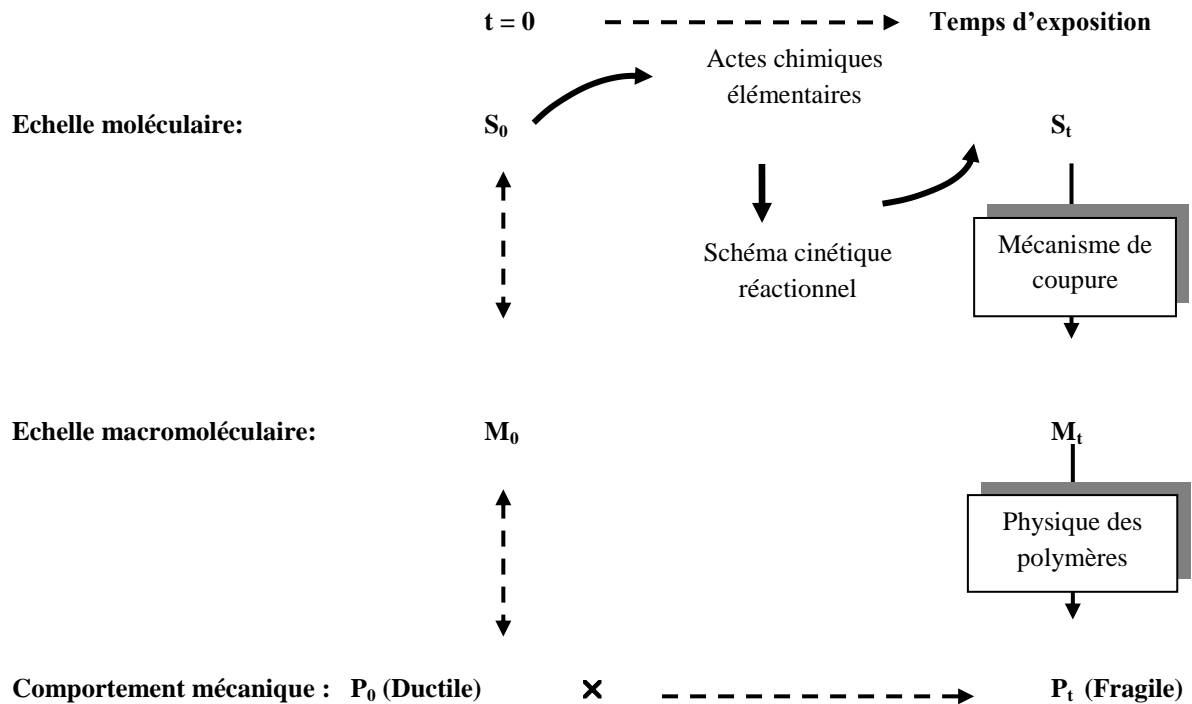 t = 0 Temps d’exposition
Actes chimiques
élémentaires
Echelle moléculaire: S₀ Sₜ
Schéma cinétique
réactionnel
Mécanisme de
coupure
Echelle macromoléculaire: M₀ Mₜ
Physique des
polymères
Comportement mécanique : P₀ (Ductile) × Pₜ (Fragile)